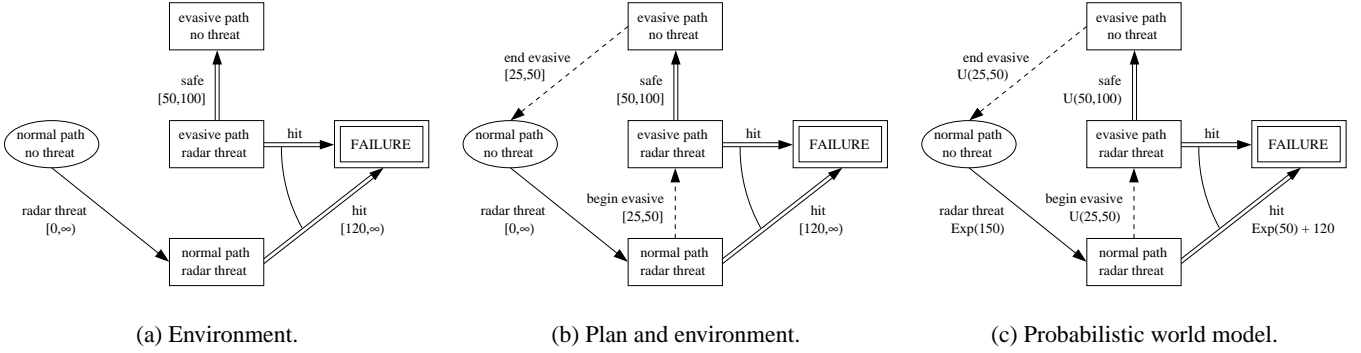 evasive path
no threat
safe
[50,100]
normal path
no threat
evasive path
radar threat
hit
FAILURE
radar threat
[0,∞)
hit
[120,∞)
normal path
radar threat
(a) Environment.
evasive path
no threat
end evasive
[25,50]
safe
[50,100]
normal path
no threat
evasive path
radar threat
hit
FAILURE
begin evasive
[25,50]
radar threat
[0,∞)
hit
[120,∞)
normal path
radar threat
(b) Plan and environment.
evasive path
no threat
end evasive
U(25,50)
safe
U(50,100)
normal path
no threat
evasive path
radar threat
hit
FAILURE
begin evasive
U(25,50)
radar threat
Exp(150)
hit
Exp(50) + 120
normal path
radar threat
(c) Probabilistic world model.